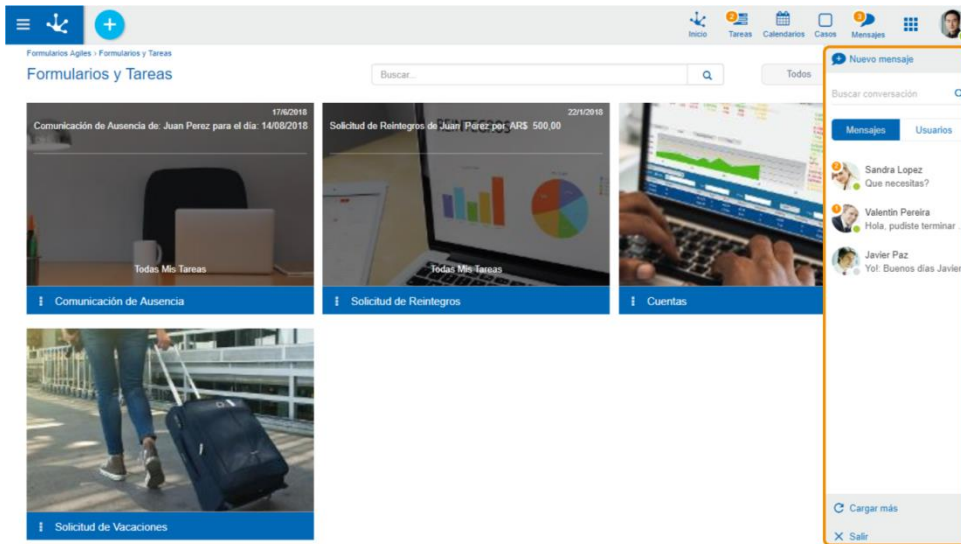 2
3
Inicio
Tareas
Calendarios
Casos
Mensajes
Formularios Agiles › Formularios y Tareas
Formularios y Tareas
Buscar...
Todos
Nuevo mensaje
Buscar conversación
Mensajes
Usuarios
17/6/2018
Comunicación de Ausencia de: Juan Perez para el día: 14/08/2018
Todas Mis Tareas
Comunicación de Ausencia
22/1/2018
Solicitud de Reintegros de Juan Perez por AR$ 500,00
Todas Mis Tareas
Solicitud de Reintegros
Cuentas
2
Sandra Lopez
Que necesitas?
1
Valentin Pereira
Hola, pudiste terminar .
Javier Paz
Yo!: Buenos días Javier
Solicitud de Vacaciones
Cargar más
Salir